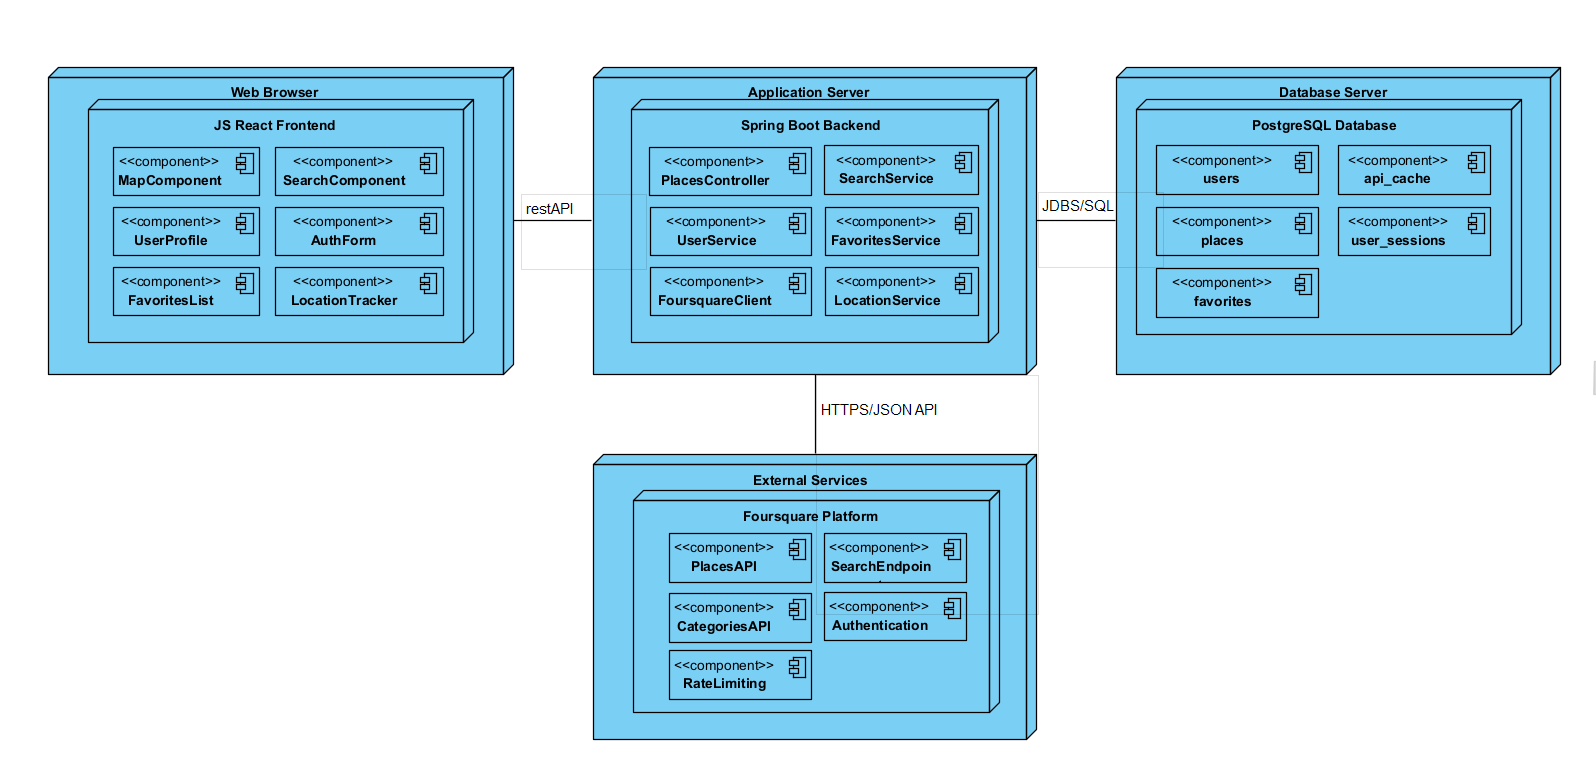 Web Browser
JS React Frontend
<<component>>
MapComponent
<<component>>
SearchComponent
<<component>>
UserProfile
<<component>>
AuthForm
<<component>>
FavoritesList
<<component>>
LocationTracker
restAPI
Application Server
Spring Boot Backend
<<component>>
PlacesController
<<component>>
SearchService
<<component>>
UserService
<<component>>
FavoritesService
<<component>>
FoursquareClient
<<component>>
LocationService
JDBS/SQL
Database Server
PostgreSQL Database
<<component>>
users
<<component>>
api_cache
<<component>>
places
<<component>>
user_sessions
<<component>>
favorites
HTTPS/JSON API
External Services
Foursquare Platform
<<component>>
PlacesAPI
<<component>>
SearchEndpoin
<<component>>
CategoriesAPI
<<component>>
Authentication
<<component>>
RateLimiting